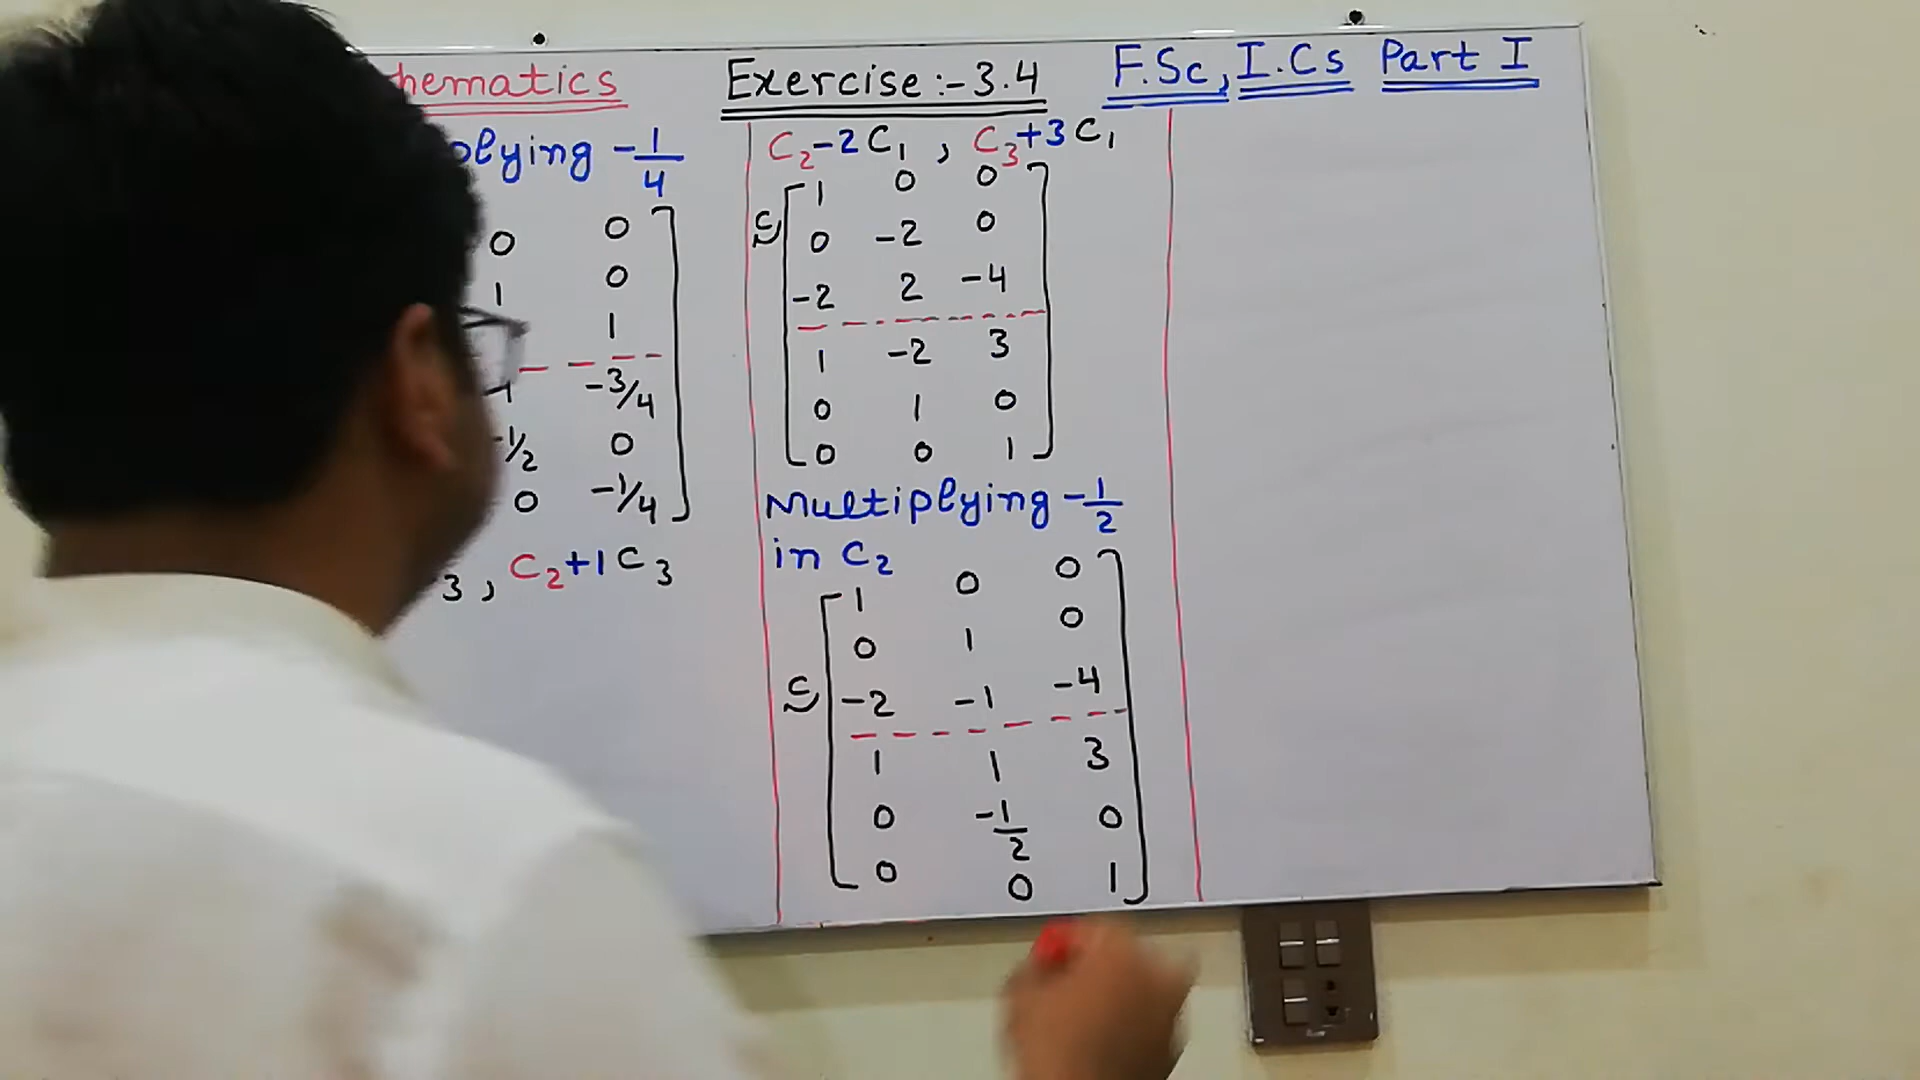 hematics Exercise:-3.4 F.Sc, I.Cs Part I
plying -1/4
0 0
1 0
1
-3/4
-1/2 0
0 -1/4
3 , C2+1C3
C2-2C1 , C3+3C1
C
1 0 0
0 -2 0
-2 2 -4
1 -2 3
0 1 0
0 0 1
Multiplying -1/2
in C2
C
1 0 0
0 1 0
-2 -1 -4
1 1 3
0 -1/2 0
0 0 1